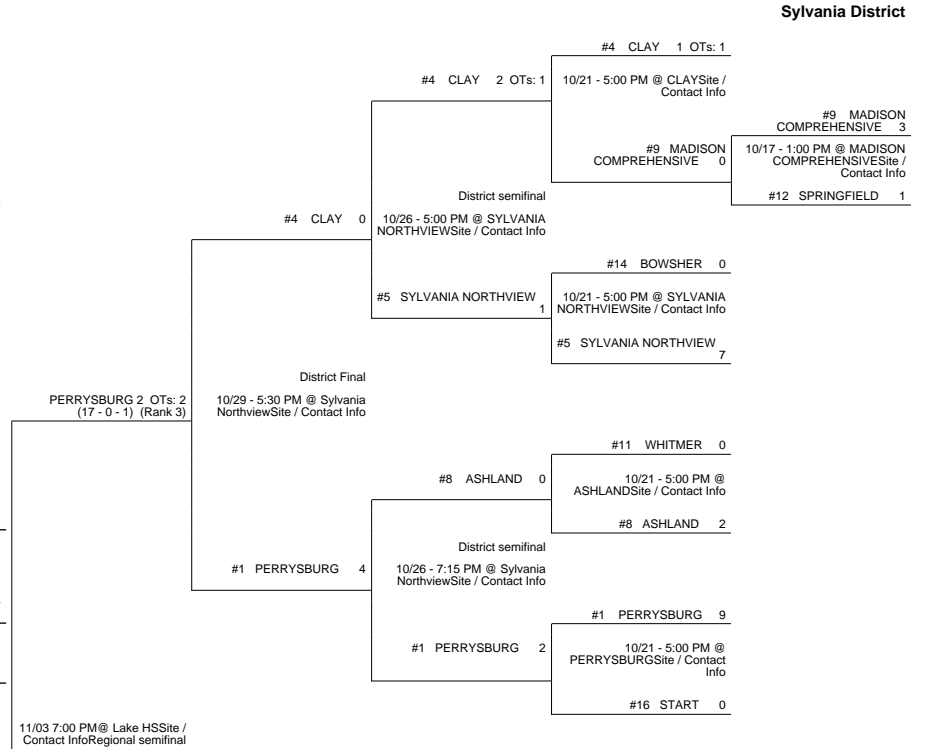 Sylvania District
#4 CLAY 1 OTs: 1
#4 CLAY 2 OTs: 1
10/21 - 5:00 PM @ CLAYSite /
Contact Info
#9 MADISON
COMPREHENSIVE 3
#9 MADISON
COMPREHENSIVE 0
10/17 - 1:00 PM @ MADISON
COMPREHENSIVESite /
Contact Info
#12 SPRINGFIELD 1
District semifinal
#4 CLAY 0
10/26 - 5:00 PM @ SYLVANIA
NORTHVIEWSite / Contact Info
#14 BOWSHER 0
#5 SYLVANIA NORTHVIEW
1
10/21 - 5:00 PM @ SYLVANIA
NORTHVIEWSite / Contact Info
#5 SYLVANIA NORTHVIEW
7
District Final
PERRYSBURG 2 OTs: 2
(17 - 0 - 1) (Rank 3)
10/29 - 5:30 PM @ Sylvania
NorthviewSite / Contact Info
#11 WHITMER 0
#8 ASHLAND 0
10/21 - 5:00 PM @
ASHLANDSite / Contact Info
#8 ASHLAND 2
District semifinal
#1 PERRYSBURG 4
10/26 - 7:15 PM @ Sylvania
NorthviewSite / Contact Info
#1 PERRYSBURG 9
#1 PERRYSBURG 2
10/21 - 5:00 PM @
PERRYSBURGSite / Contact
Info
#16 START 0
11/03 7:00 PM@ Lake HSSite /
Contact InfoRegional semifinal